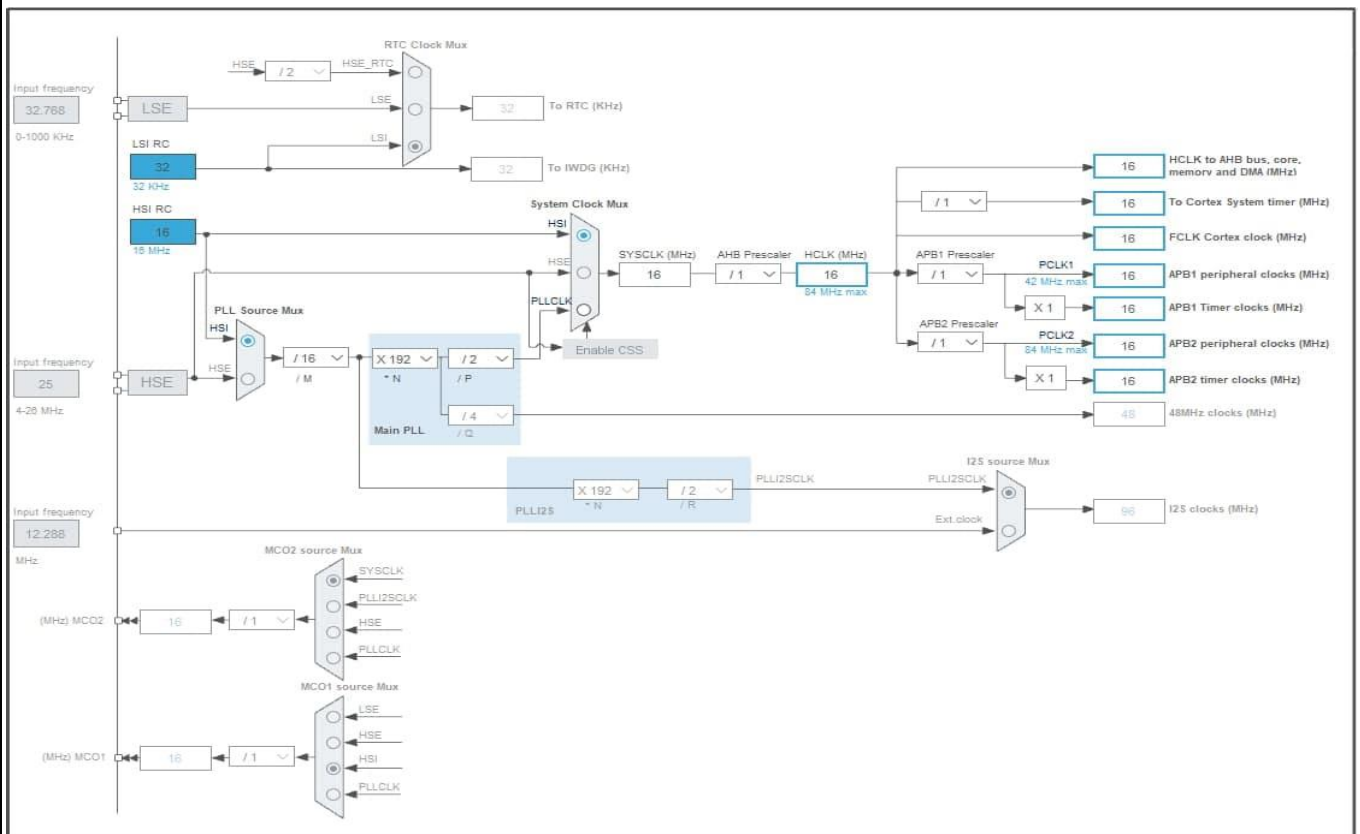 RTC Clock Mux
HSE
/ 2
HSE_RTC
Input frequency
32.768
0-1000 KHz
LSE
LSE
32
To RTC (KHz)
LSI RC
LSI
32
32 KHz
32
To IWDG (KHz)
HSI RC
16
16 MHz
System Clock Mux
HSI
HSE
PLLCLK
Enable CSS
SYSCLK (MHz)
16
AHB Prescaler
/ 1
HCLK (MHz)
16
84 MHz max
16
HCLK to AHB bus, core,
memory and DMA (MHz)
/ 1
16
To Cortex System timer (MHz)
16
FCLK Cortex clock (MHz)
APB1 Prescaler
/ 1
PCLK1
42 MHz max
16
APB1 peripheral clocks (MHz)
X 1
16
APB1 Timer clocks (MHz)
APB2 Prescaler
/ 1
PCLK2
84 MHz max
16
APB2 peripheral clocks (MHz)
X 1
16
APB2 timer clocks (MHz)
48
48MHz clocks (MHz)
PLL Source Mux
HSI
HSE
/ 16
/ M
Input frequency
25
4-26 MHz
HSE
X 192
* N
/ 2
/ P
/ 4
/ Q
Main PLL
X 192
* N
/ 2
/ R
PLLI2S
PLLI2SCLK
I2S source Mux
PLLI2SCLK
Ext.clock
96
I2S clocks (MHz)
Input frequency
12.288
MHz
MCO2 source Mux
SYSCLK
PLLI2SCLK
HSE
PLLCLK
(MHz) MCO2
16
/ 1
MCO1 source Mux
LSE
HSE
HSI
PLLCLK
(MHz) MCO1
16
/ 1